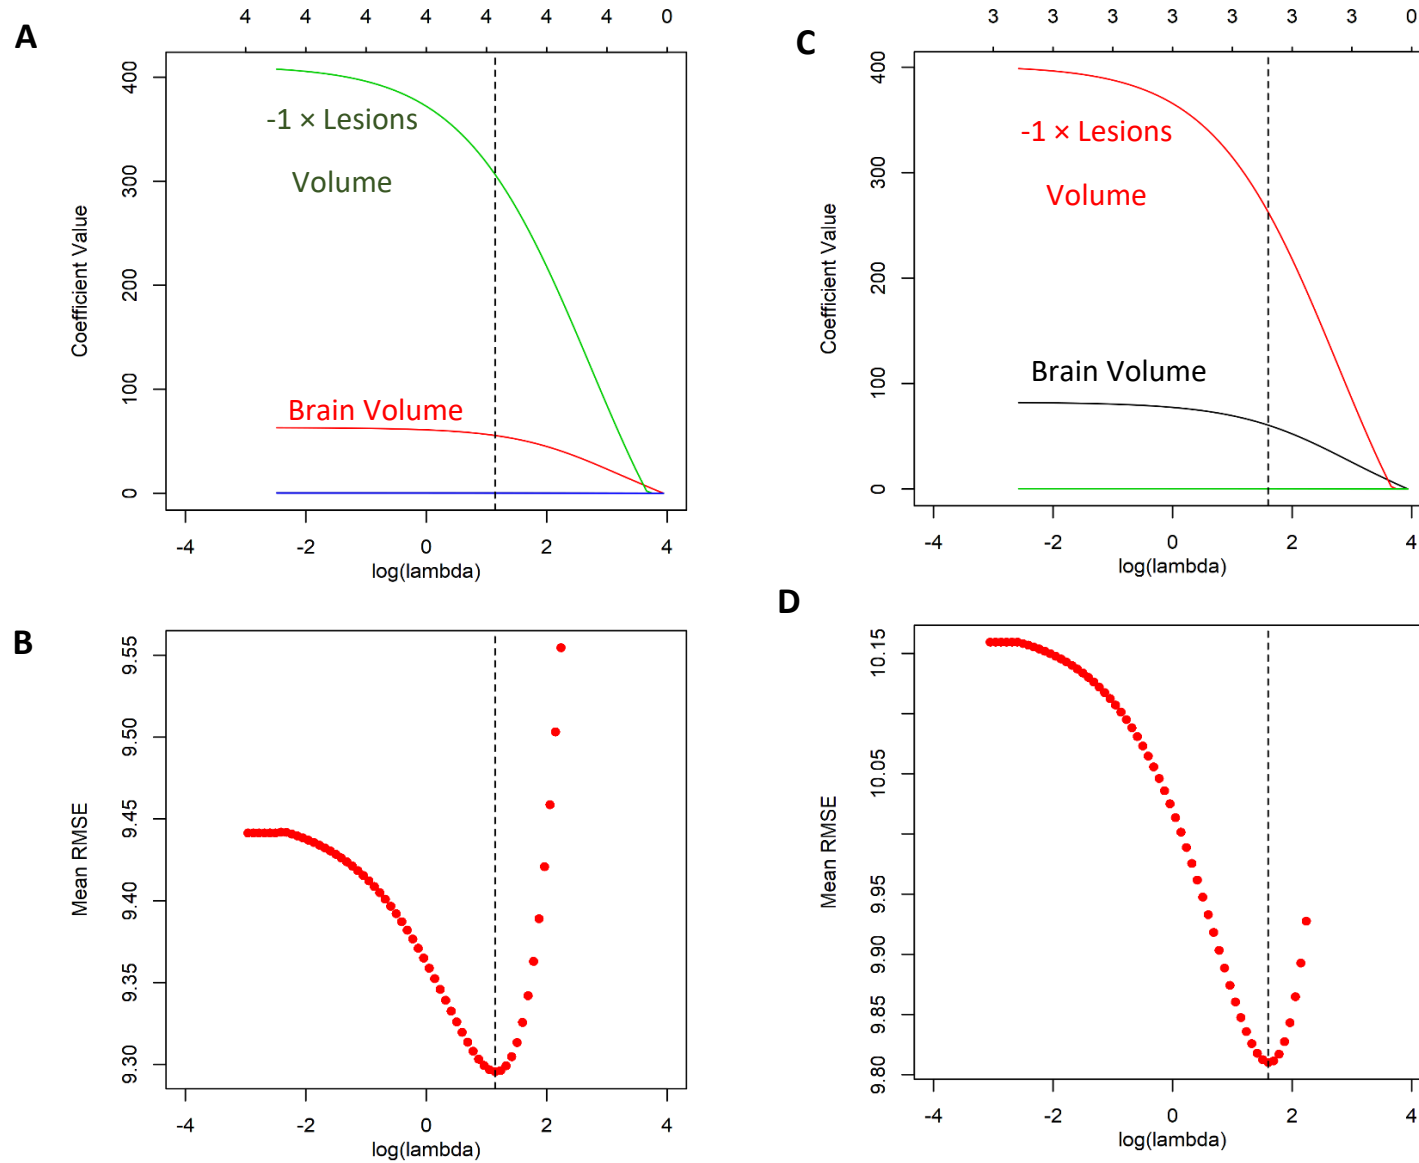 A
4 4 4 4 4 4 4 0
400
300
200
100
0
Coefficient Value
-1 × Lesions
Volume
Brain Volume
-4 -2 0 2 4
log(lambda)
B
9.55
9.50
9.45
9.40
9.35
9.30
Mean RMSE
-4 -2 0 2 4
log(lambda)
C
3 3 3 3 3 3 3 0
400
300
200
100
0
Coefficient Value
-1 × Lesions
Volume
Brain Volume
-4 -2 0 2 4
log(lambda)
D
10.15
10.05
9.95
9.90
9.85
9.80
Mean RMSE
-4 -2 0 2 4
log(lambda)